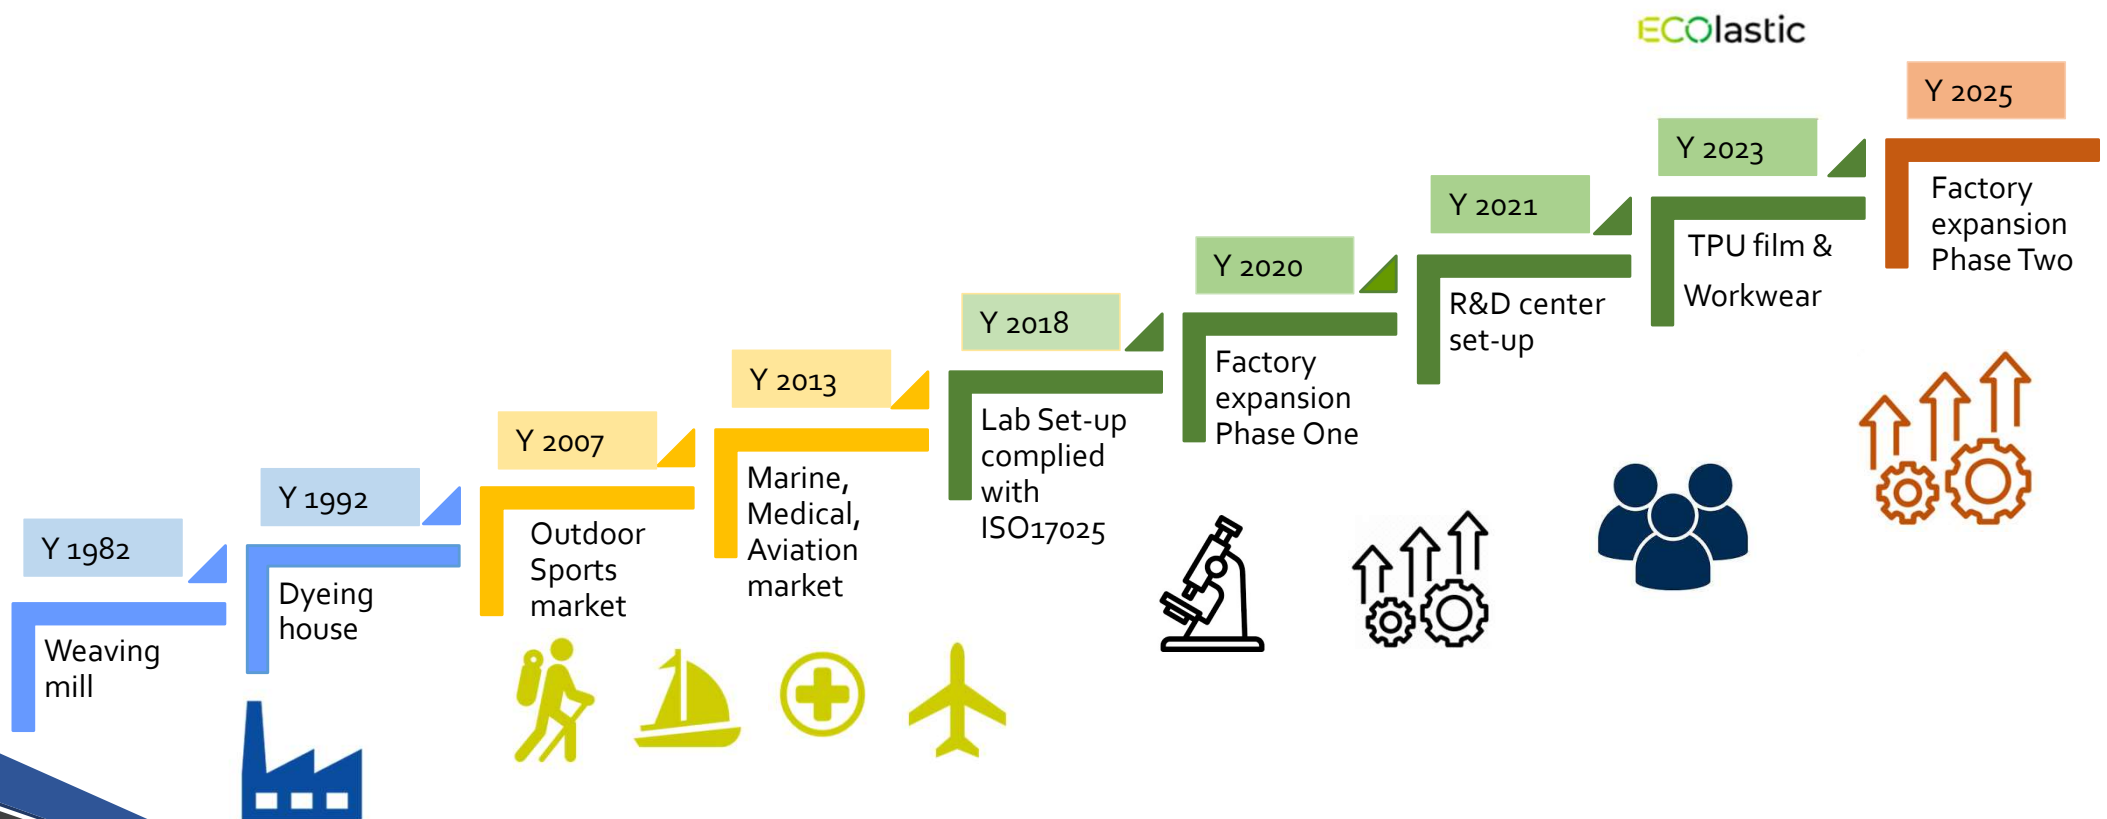 ECOlastic
Y 1982
Weaving
mill
Y 1992
Dyeing
house
Y 2007
Outdoor
Sports
market
Y 2013
Marine,
Medical,
Aviation
market
Y 2018
Lab Set-up
complied
with
ISO17025
Y 2020
Factory
expansion
Phase One
Y 2021
R&D center
set-up
Y 2023
TPU film &
Workwear
Y 2025
Factory
expansion
Phase Two